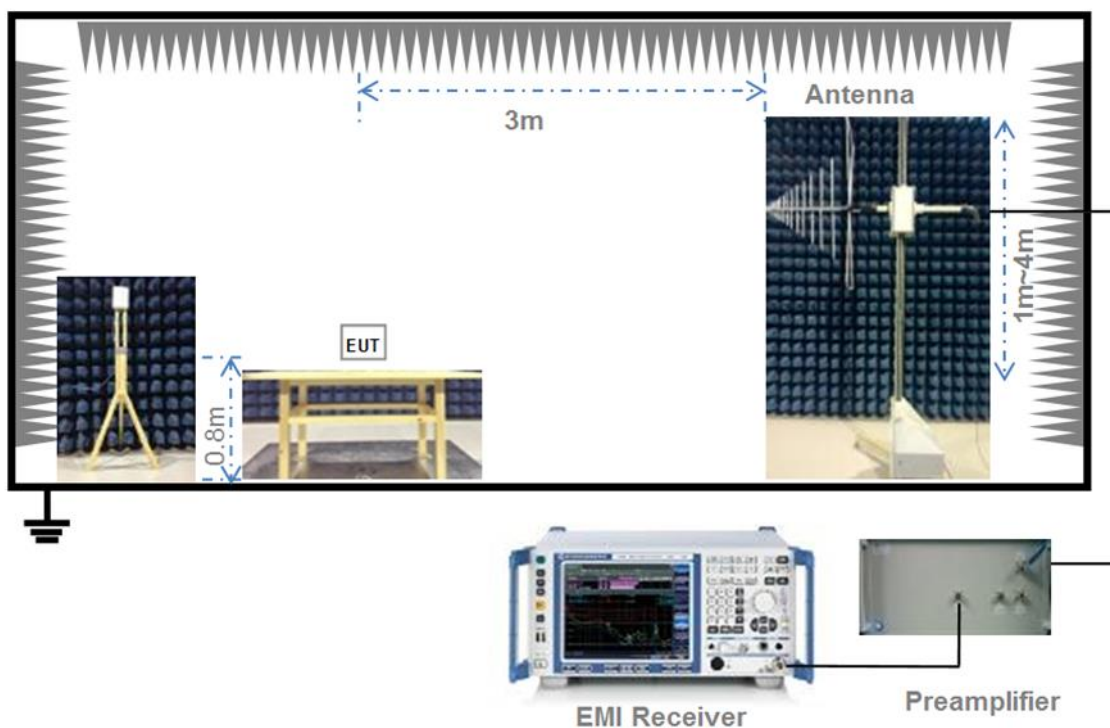 Antenna
3m
1m~4m
EUT
0.8m
EMI Receiver
Preamplifier